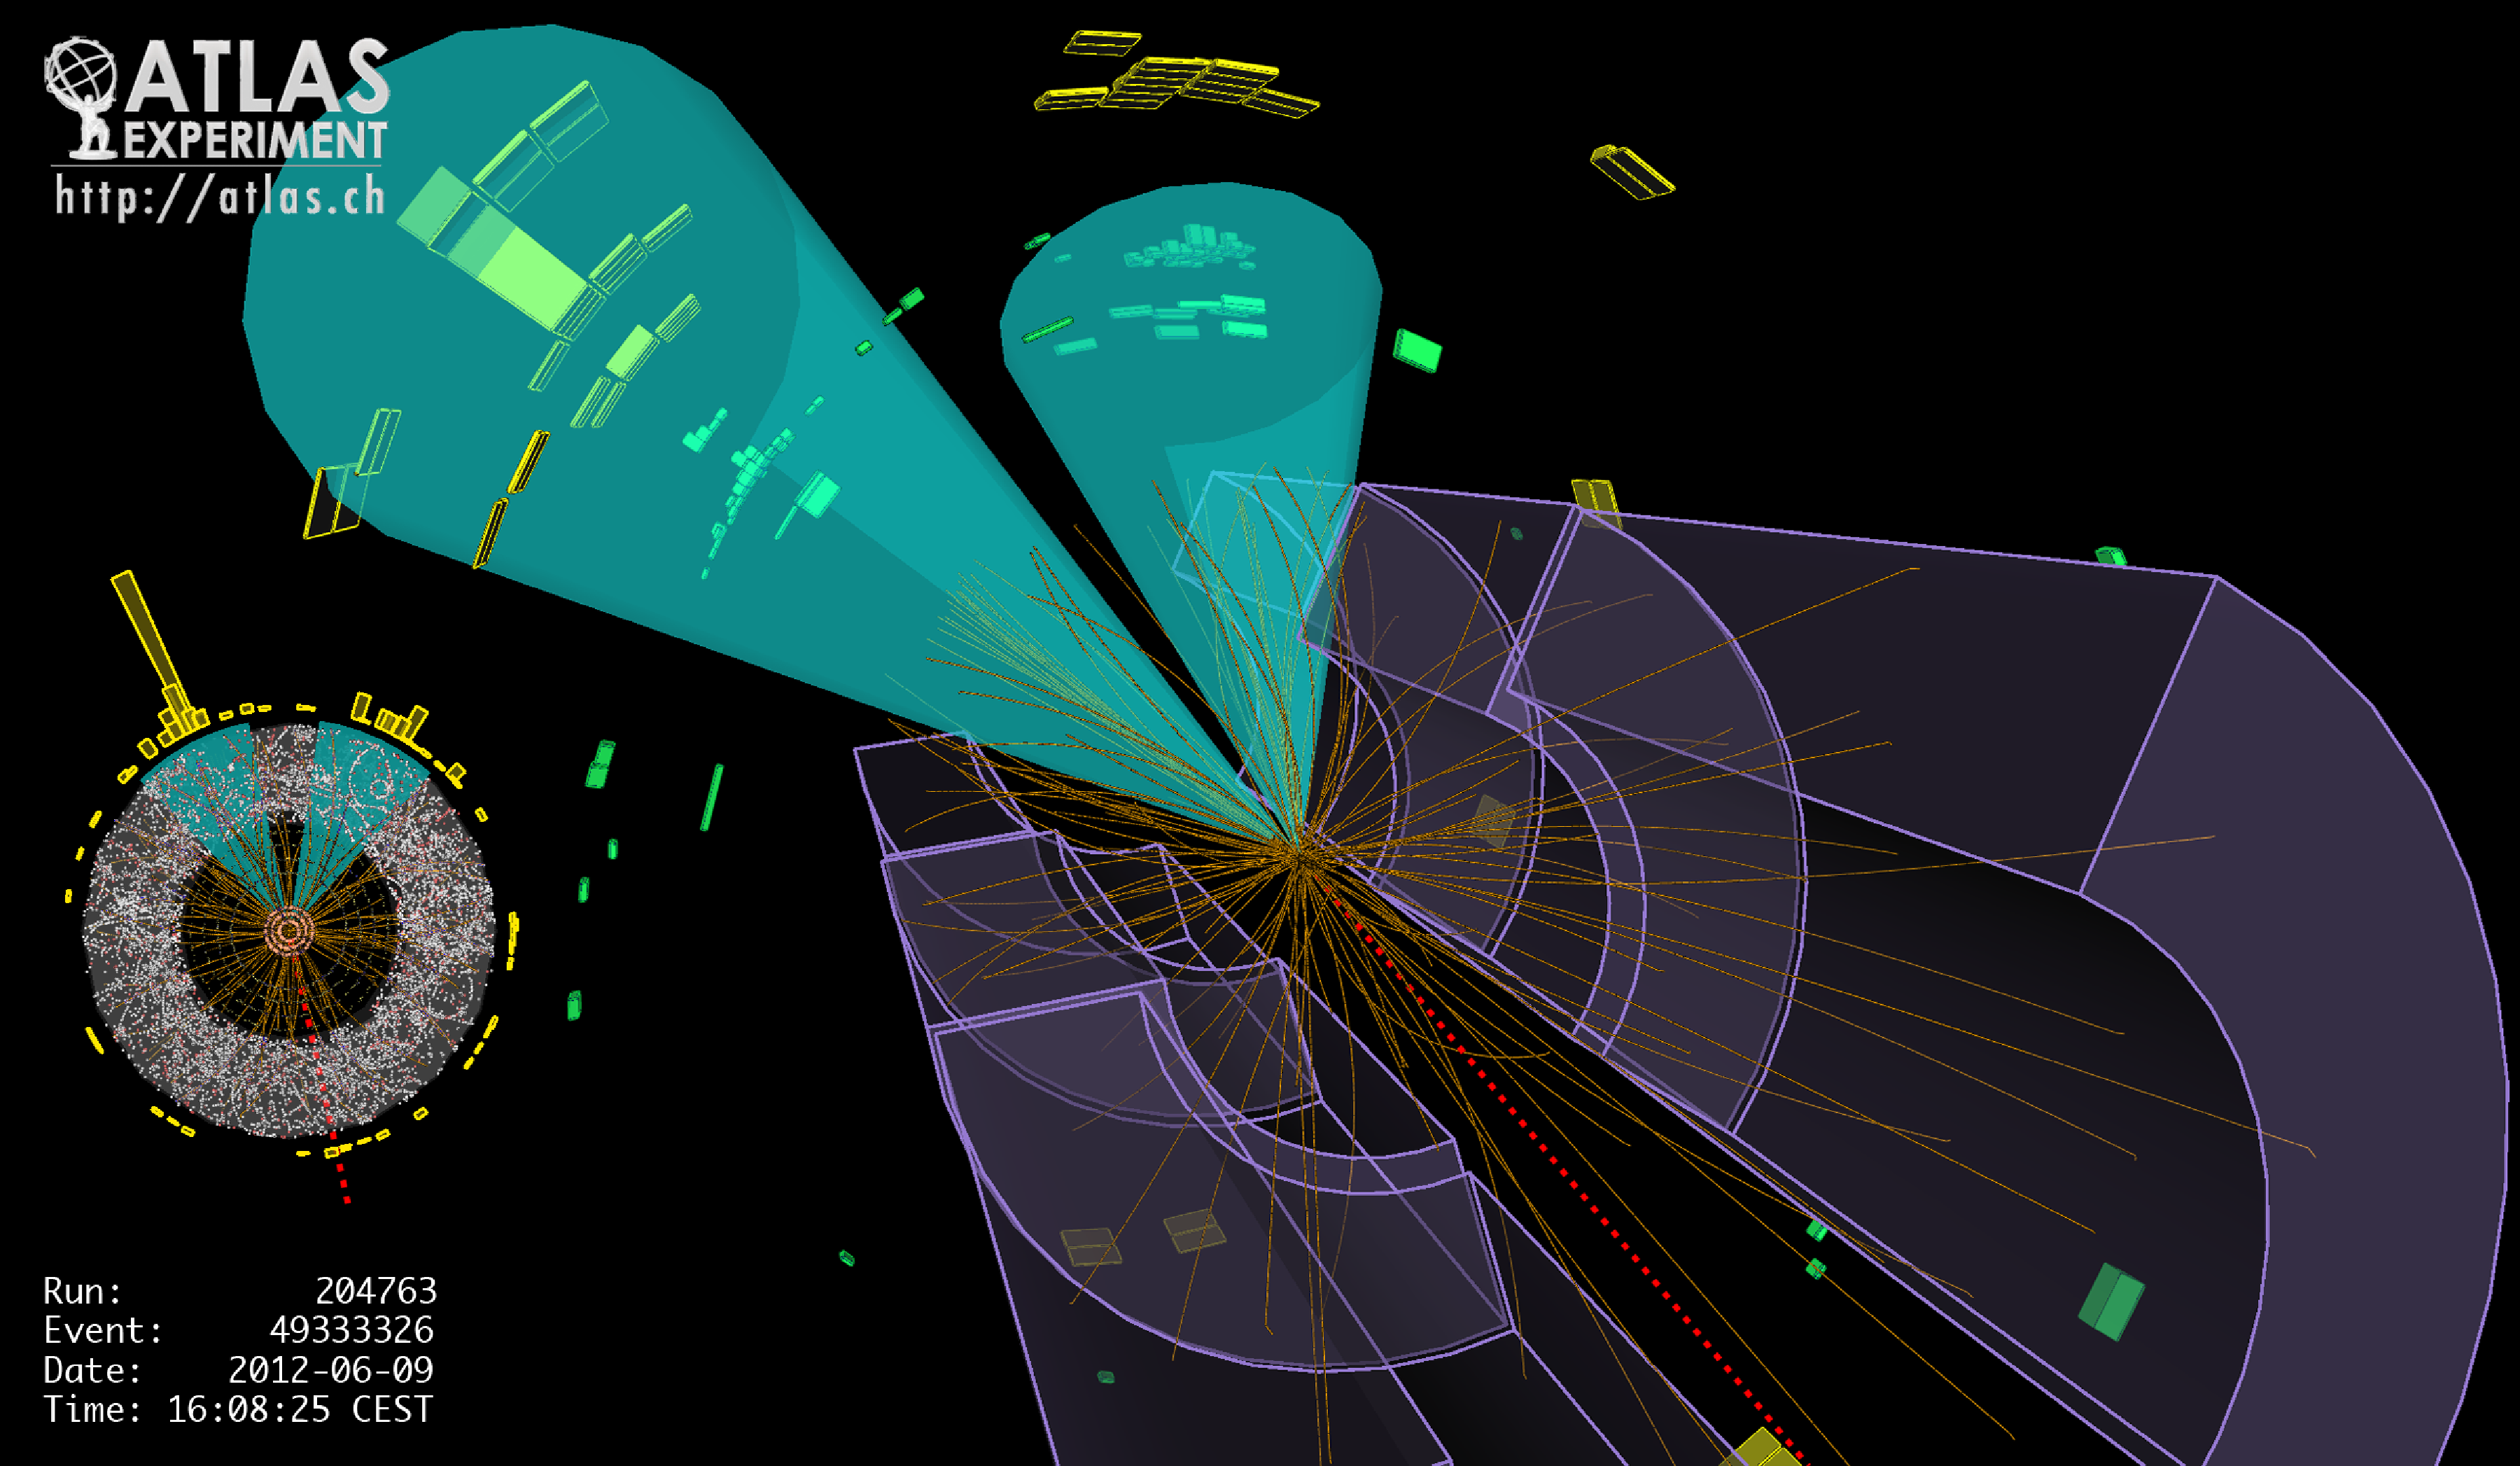 ATLAS
EXPERIMENT
http://atlas.ch
Run: 204763
Event: 49333326
Date: 2012-06-09
Time: 16:08:25 CEST